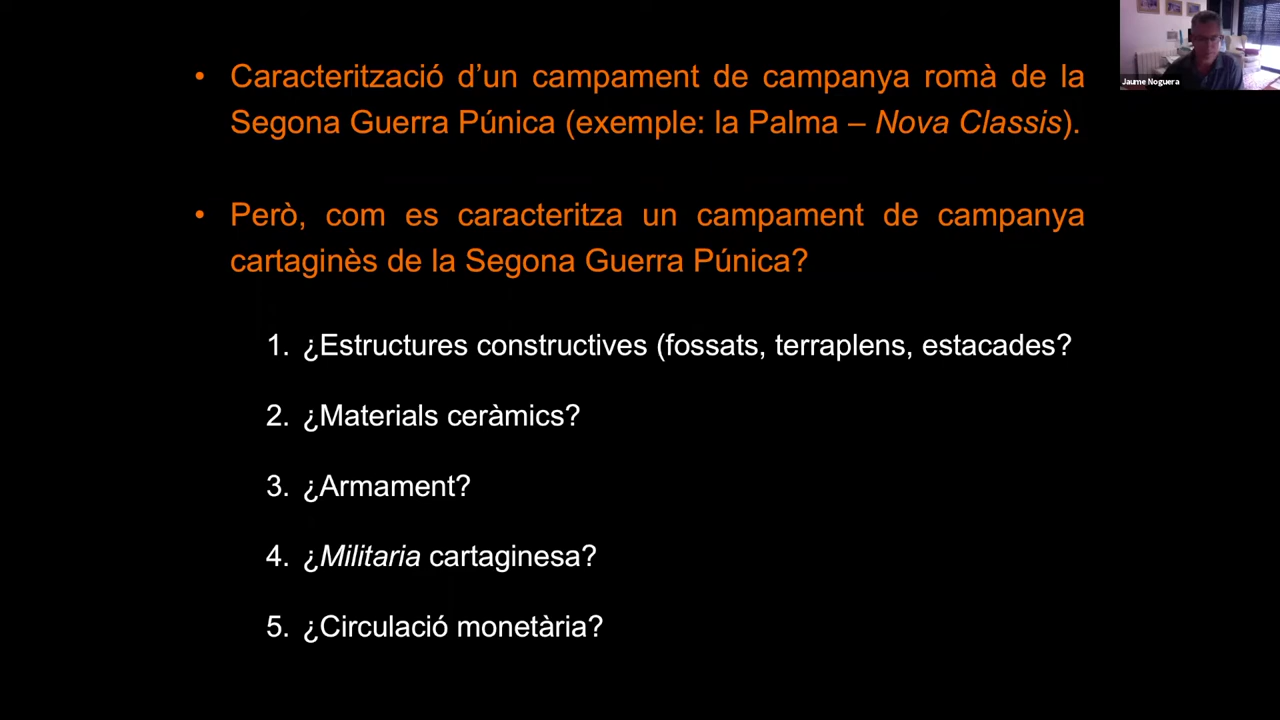 • Caracterització d’un campament de campanya romà de la
Segona Guerra Púnica (exemple: la Palma – Nova Classis).
• Però, com es caracteritza un campament de campanya
cartaginès de la Segona Guerra Púnica?
1. ¿Estructures constructives (fossats, terraplens, estacades?
2. ¿Materials ceràmics?
3. ¿Armament?
4. ¿Militaria cartaginesa?
5. ¿Circulació monetària?
Jaume Noguera